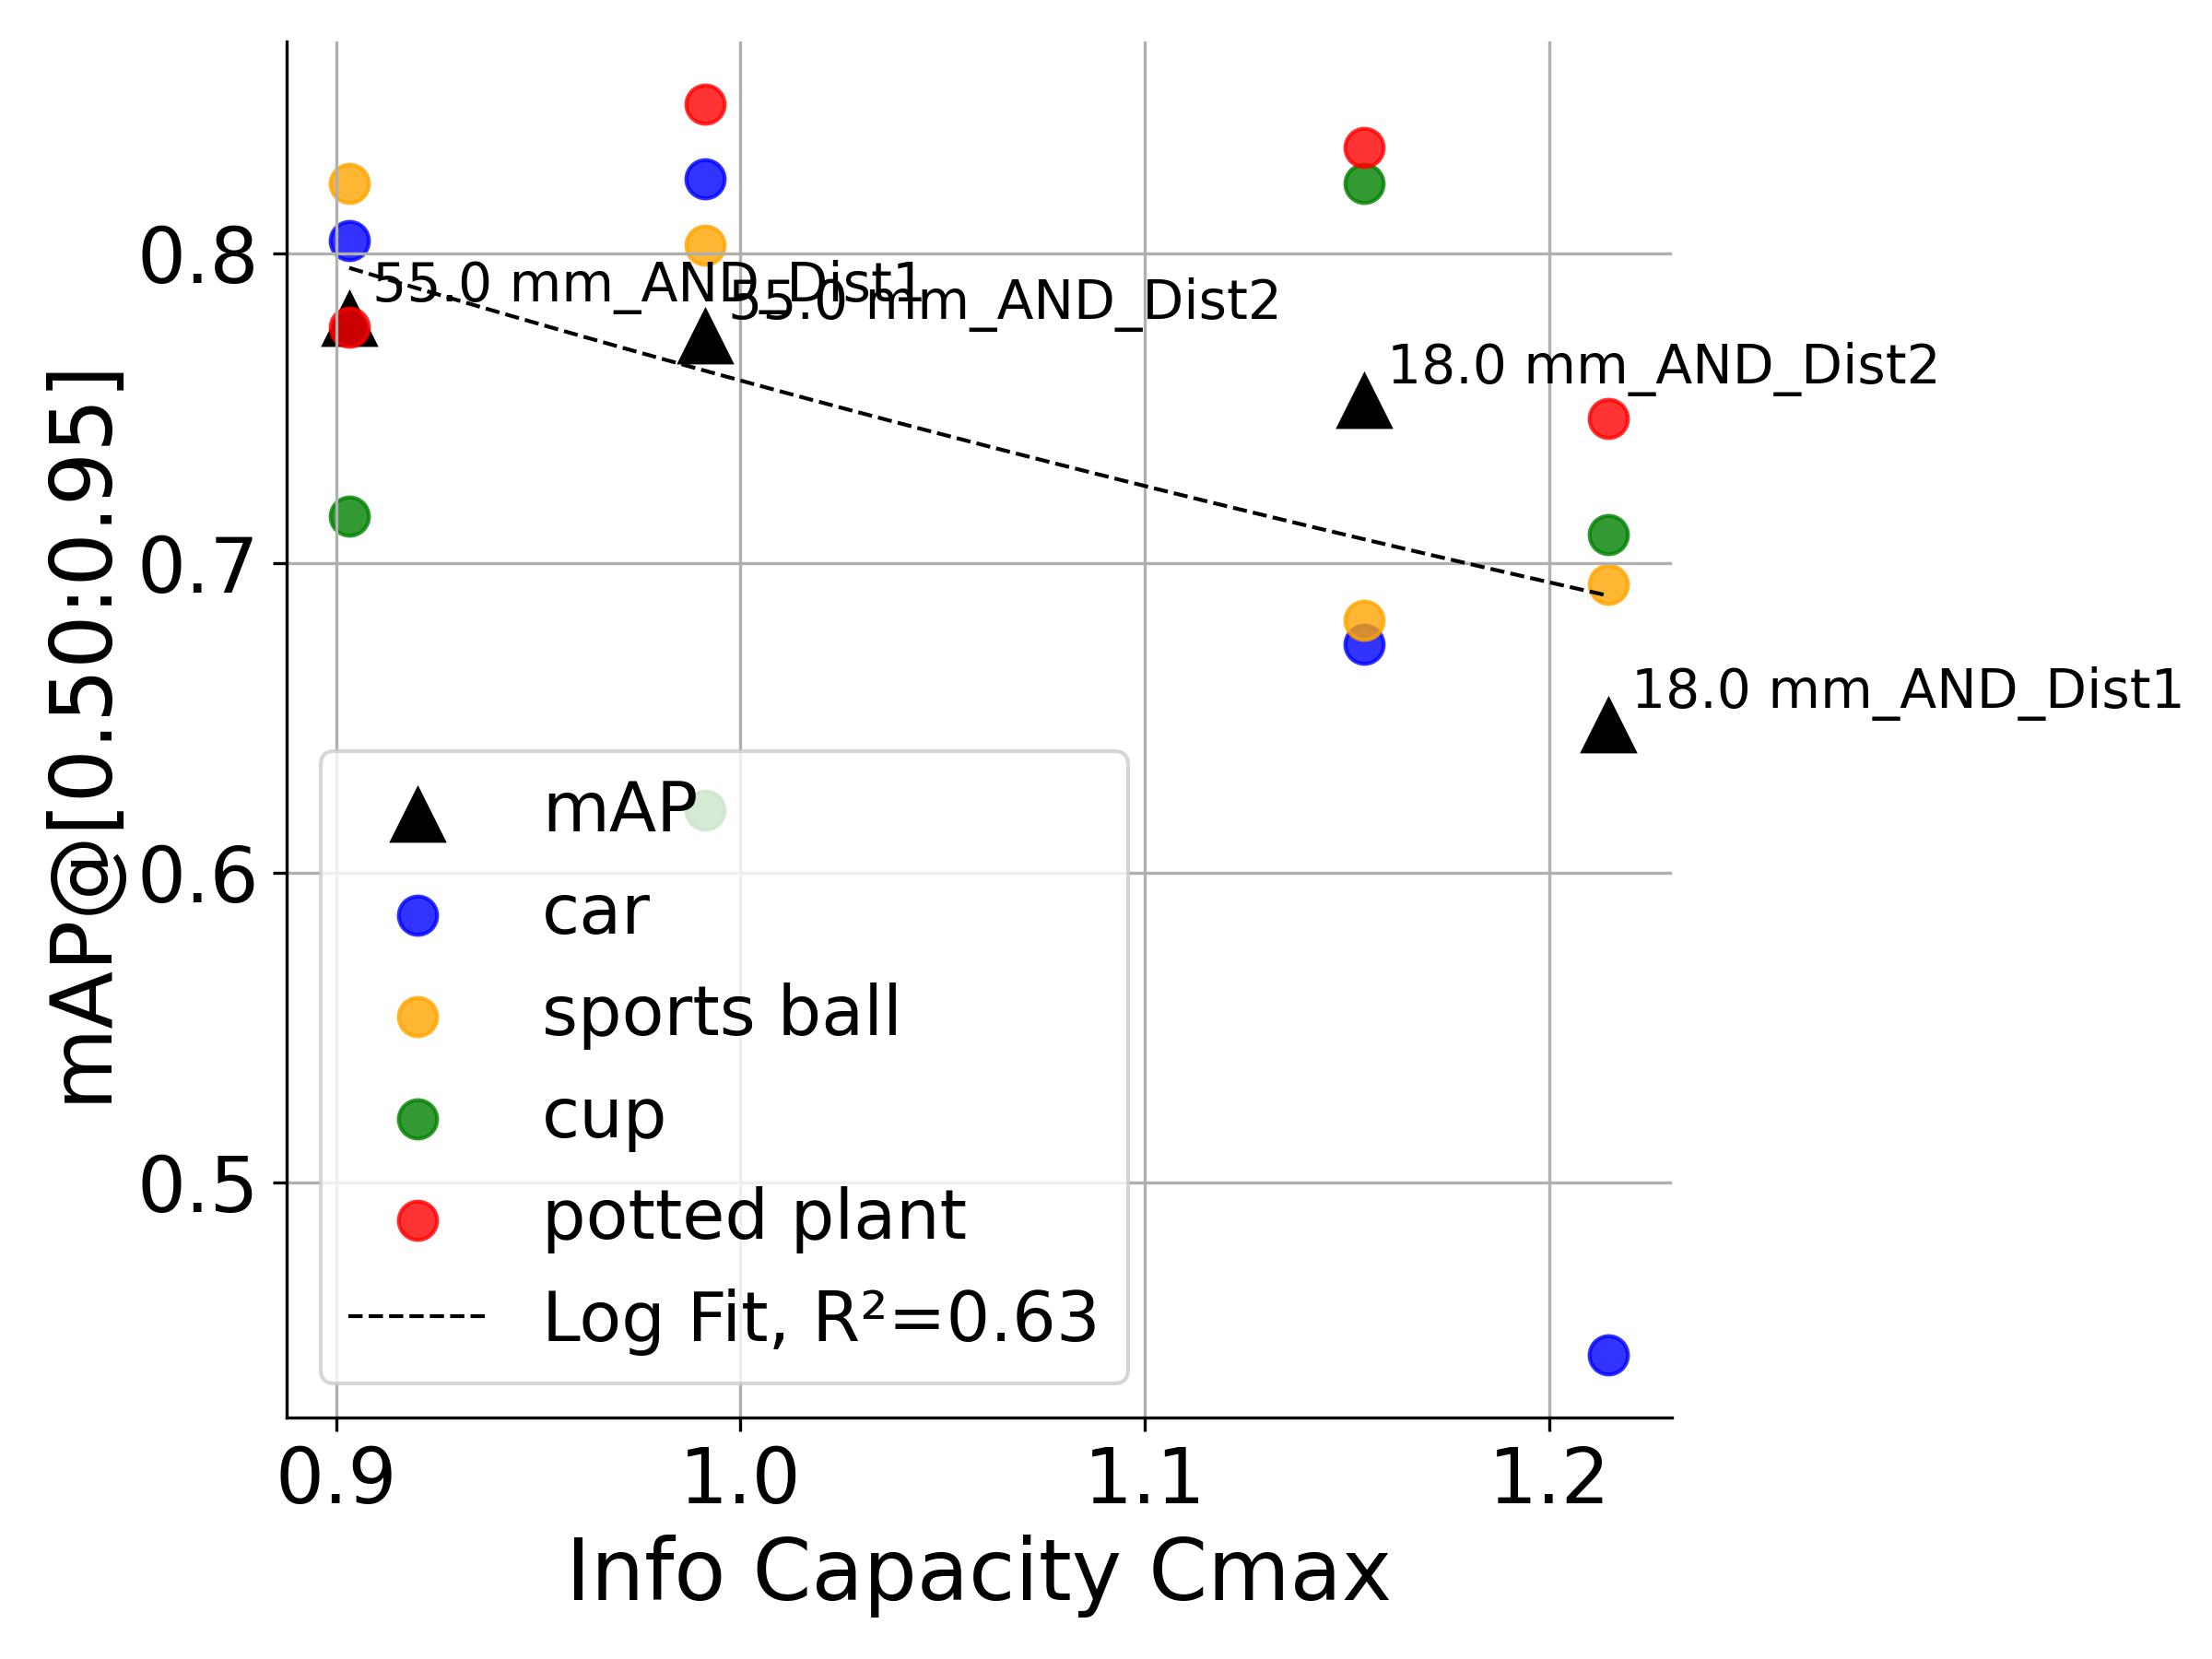 mAP@[0.50:0.95]
0.8
0.7
0.6
0.5
55.0 mm_AND_Dist1
55.0 mm_AND_Dist2
18.0 mm_AND_Dist2
18.0 mm_AND_Dist1
mAP
car
sports ball
cup
potted plant
Log Fit, R²=0.63
0.9
1.0
1.1
1.2
Info Capacity Cmax